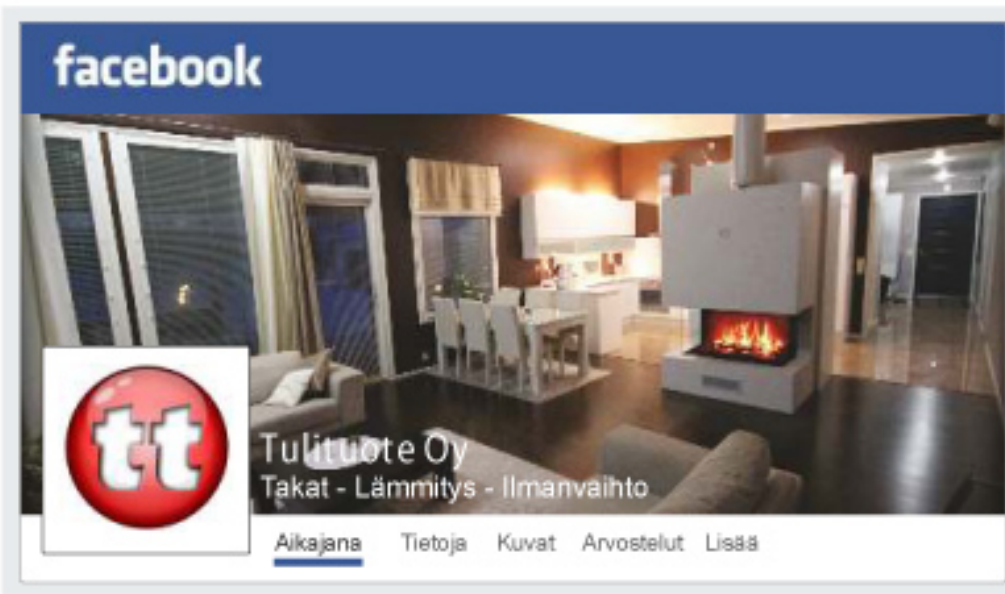 facebook
tt
Tulituote Oy
Takat - Lämmitys - Ilmanvaihto
Aikajana Tietoja Kuvat Arvostelut Lisää